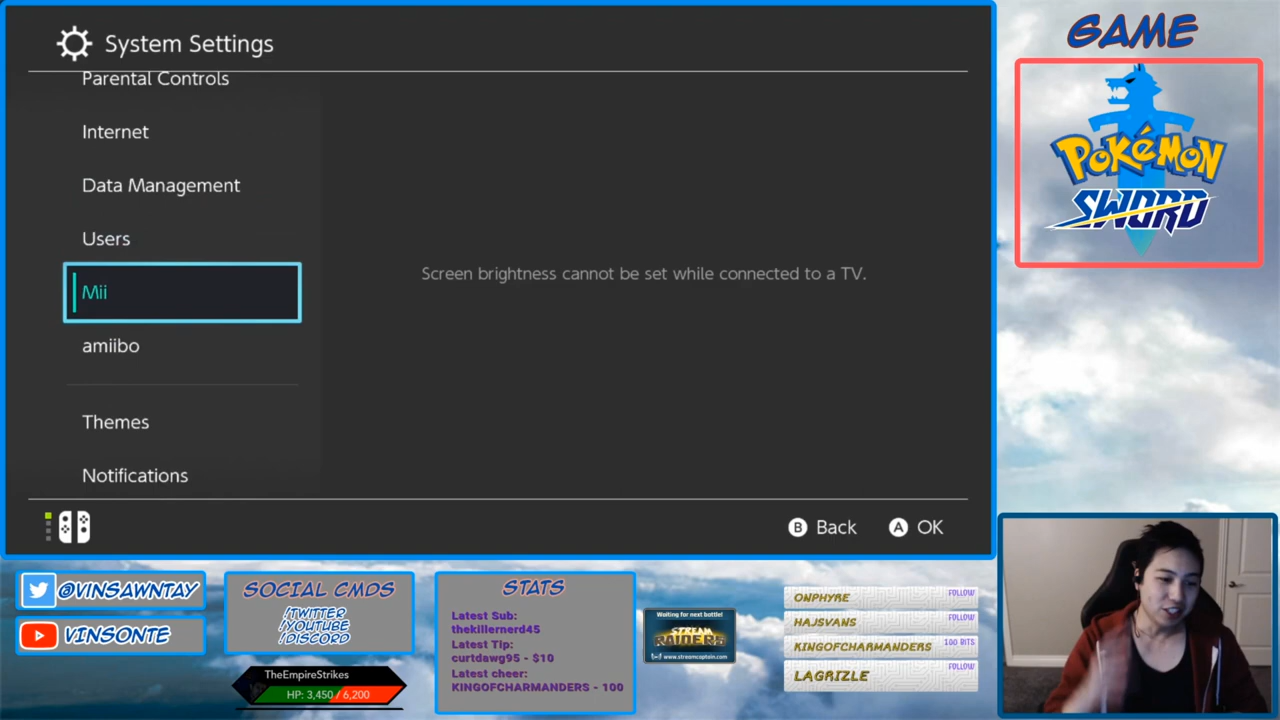 System Settings
Parental Controls
Internet
Data Management
Users
Mii
amiibo
Themes
Notifications
Screen brightness cannot be set while connected to a TV.
B Back A OK
GAME
POKÉMON
SWORD
@VINSAWNTAY
VINSONTE
SOCIAL CMDS
/TWITTER
/YOUTUBE
/DISCORD
TheEmpireStrikes
HP: 3,450 / 6,200
STATS
Latest Sub:
thekillernerd45
Latest Tip:
curtdawg95 - $10
Latest cheer:
KINGOFCHARMANDERS - 100
Waiting for next battle!
STREAM
RAIDERS
www.streamcaptain.com
ONPHYRE FOLLOW
HAJSVANS FOLLOW
KINGOFCHARMANDERS 100 BITS
LAGRIZLE FOLLOW